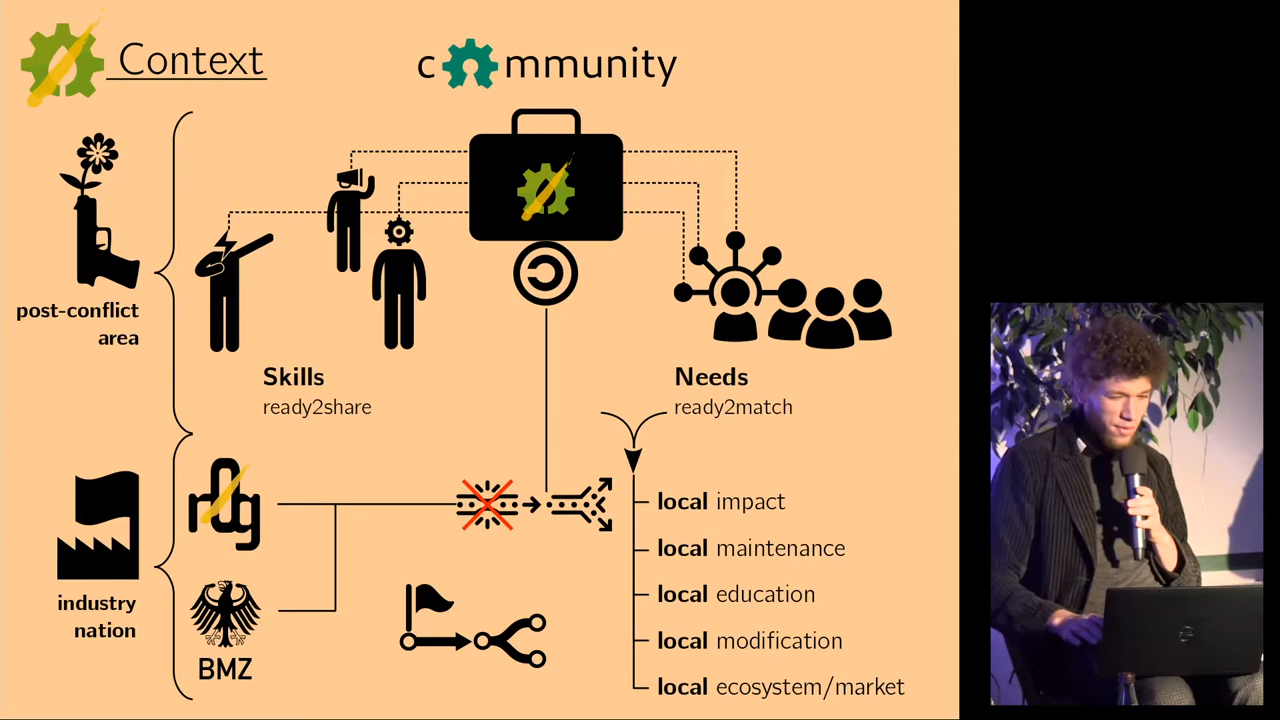 Context
cmmunity
post-conflict
area
Skills
ready2share
Needs
ready2match
local impact
local maintenance
local education
local modification
local ecosystem/market
industry
nation
BMZ